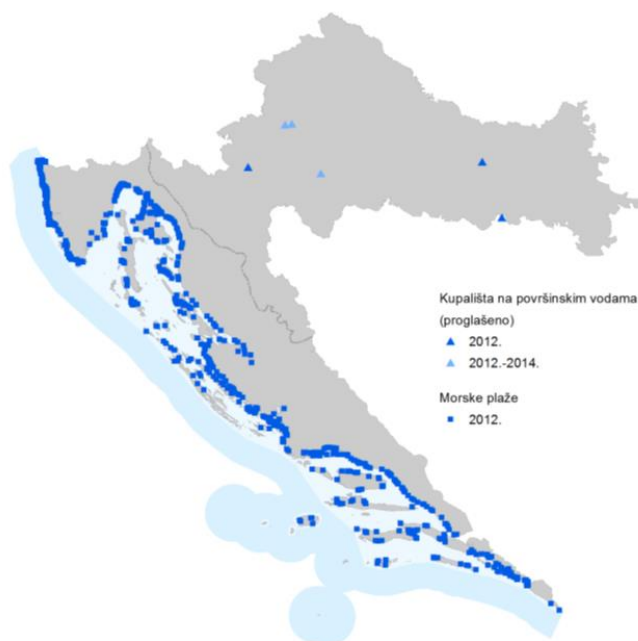 Kupališta na površinskim vodama
(proglašeno)
2012.
2012.-2014.
Morske plaže
2012.